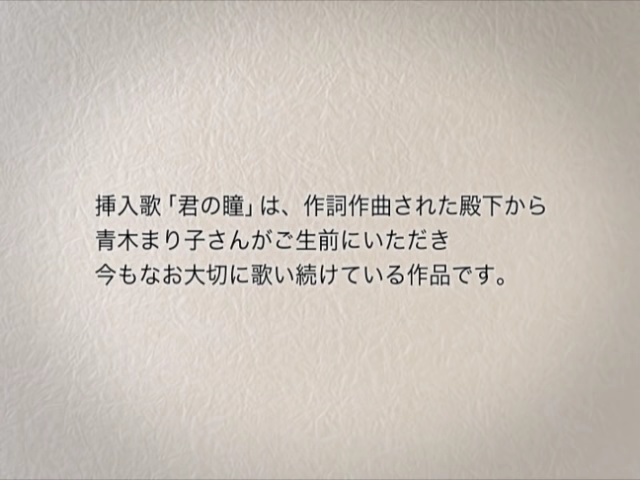 挿入歌「君の瞳」は、作詞作曲された殿下から
青木まり子さんがご生前にいただき
今もなお大切に歌い続けている作品です。